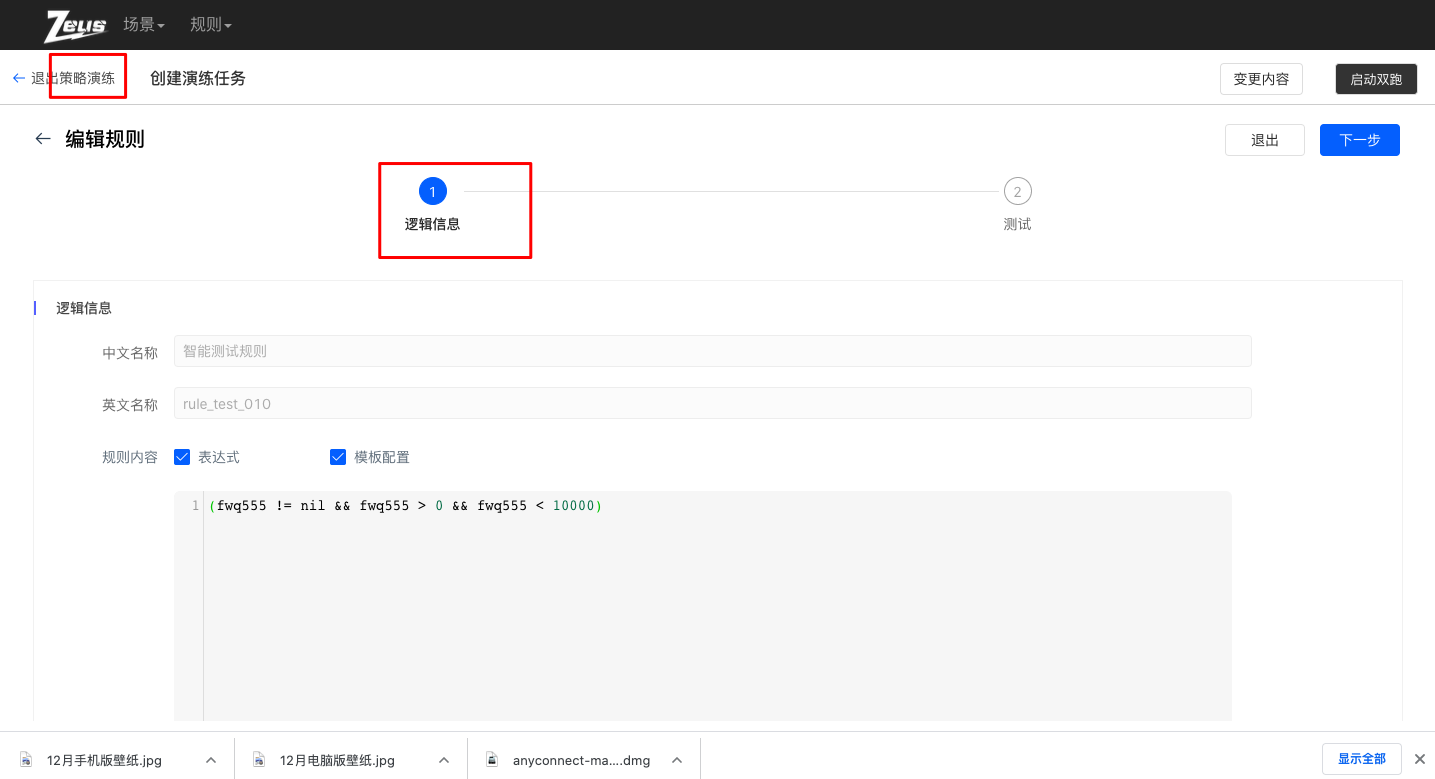 Zeus 场景 规则
退出策略演练 创建演练任务 变更内容 启动双跑
编辑规则 退出 下一步
1 2
逻辑信息 测试
逻辑信息
中文名称 智能测试规则
英文名称 rule_test_010
规则内容 表达式 模板配置
1 (fwq555 != nil && fwq555 > 0 && fwq555 < 10000)
12月手机版壁纸.jpg 12月电脑版壁纸.jpg anyconnect-ma....dmg 显示全部